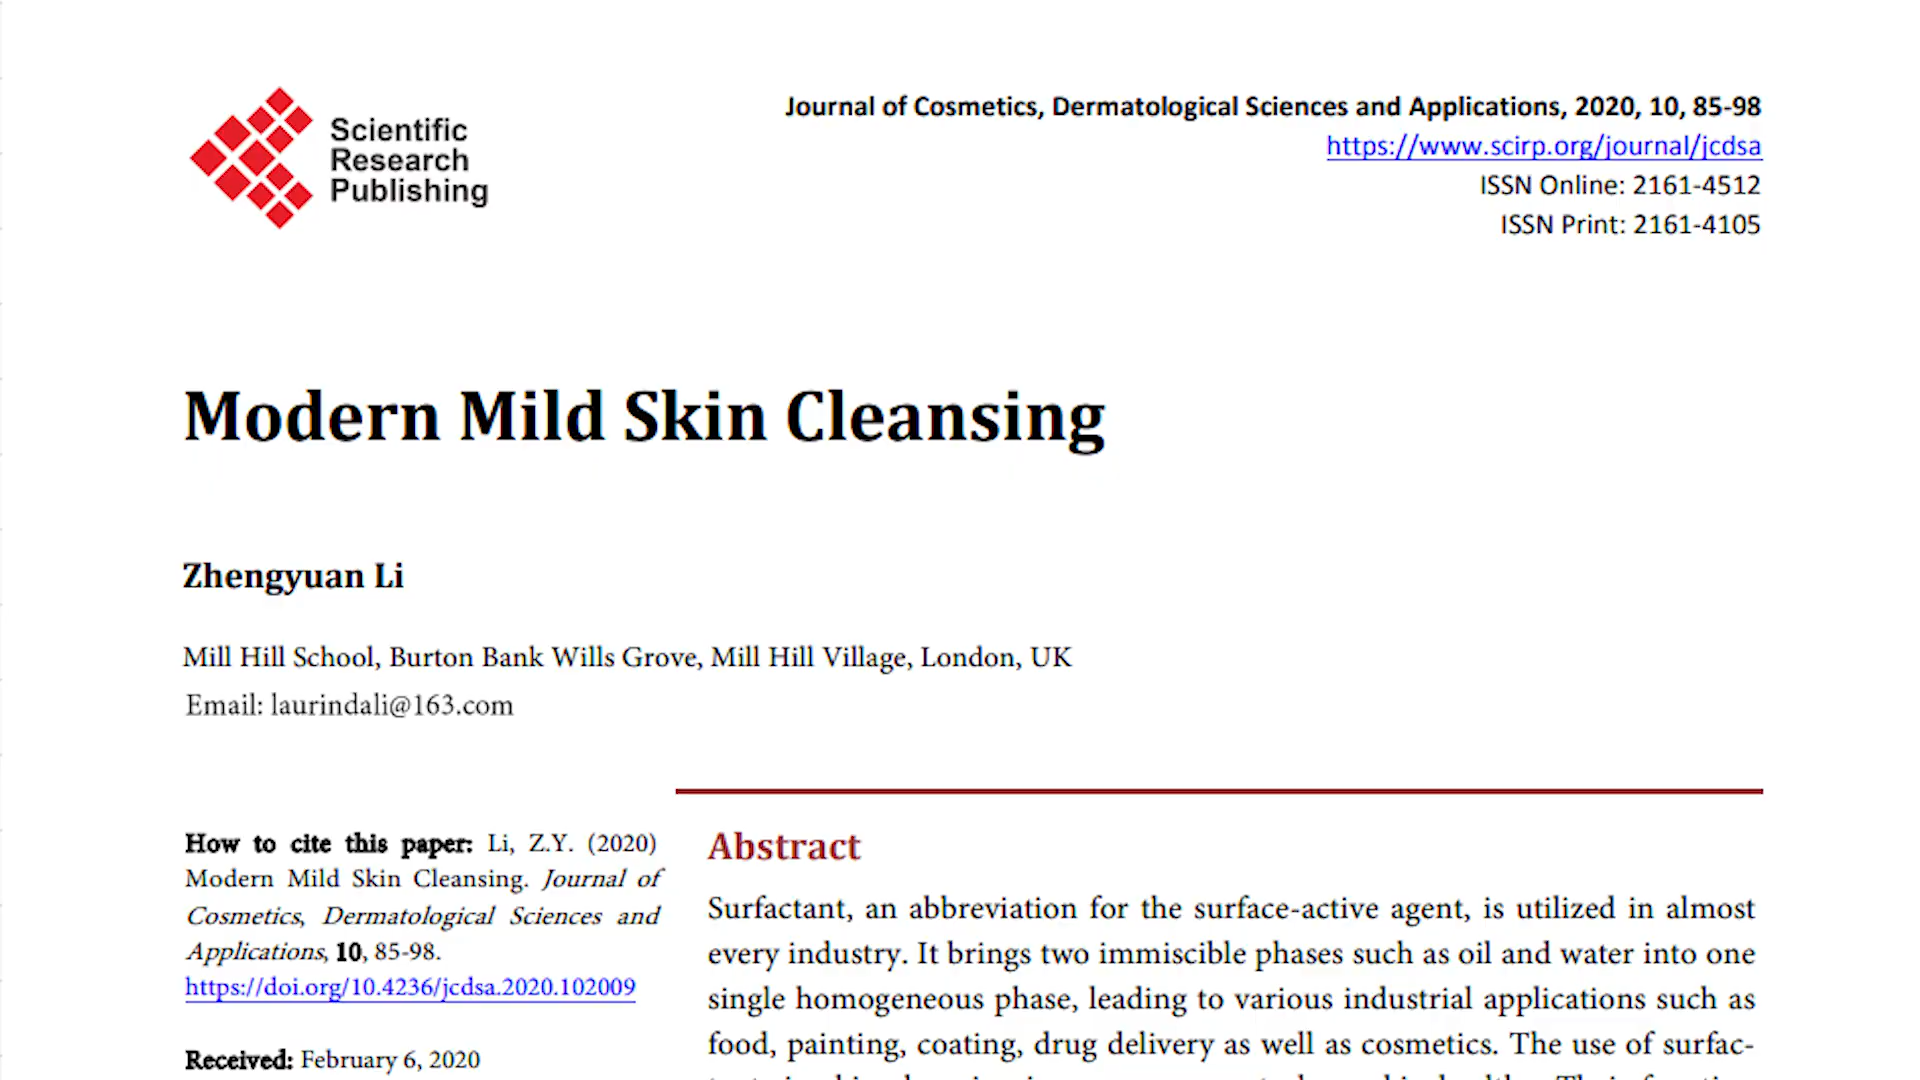 Scientific
Research
Publishing
Journal of Cosmetics, Dermatological Sciences and Applications, 2020, 10, 85-98
https://www.scirp.org/journal/jcdsa
ISSN Online: 2161-4512
ISSN Print: 2161-4105
Modern Mild Skin Cleansing
Zhengyuan Li
Mill Hill School, Burton Bank Wills Grove, Mill Hill Village, London, UK
Email: laurindali@163.com
How to cite this paper: Li, Z.Y. (2020)
Modern Mild Skin Cleansing. Journal of
Cosmetics, Dermatological Sciences and
Applications, 10, 85-98.
https://doi.org/10.4236/jcdsa.2020.102009
Received: February 6, 2020
Abstract
Surfactant, an abbreviation for the surface-active agent, is utilized in almost
every industry. It brings two immiscible phases such as oil and water into one
single homogeneous phase, leading to various industrial applications such as
food, painting, coating, drug delivery as well as cosmetics. The use of surfac-